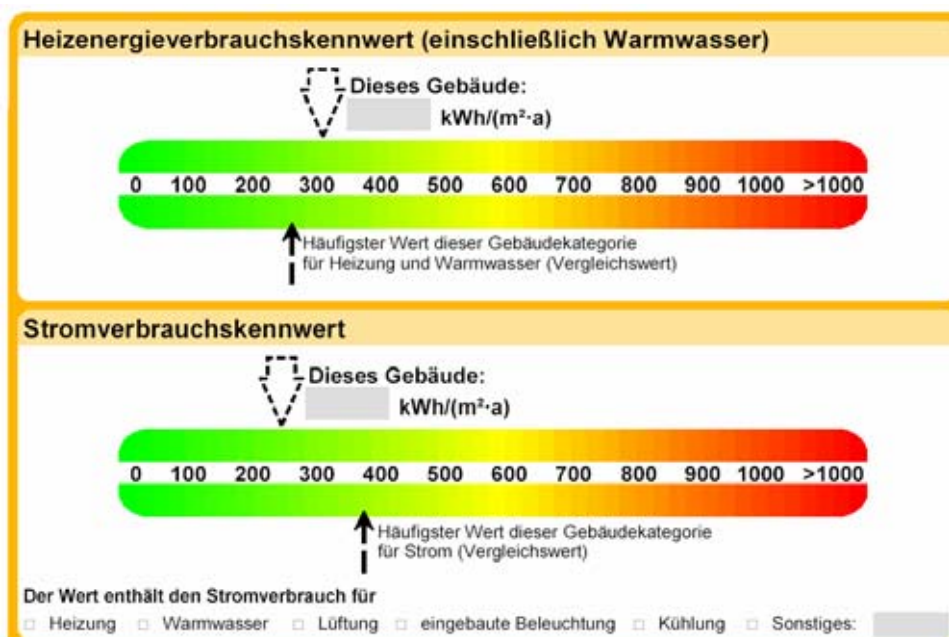 Heizenergieverbrauchskennwert (einschließlich Warmwasser)
Dieses Gebäude:
kWh/(m²·a)
0 100 200 300 400 500 600 700 800 900 1000 >1000
Häufigster Wert dieser Gebäudekategorie
für Heizung und Warmwasser (Vergleichswert)
Stromverbrauchskennwert
Dieses Gebäude:
kWh/(m²·a)
0 100 200 300 400 500 600 700 800 900 1000 >1000
Häufigster Wert dieser Gebäudekategorie
für Strom (Vergleichswert)
Der Wert enthält den Stromverbrauch für
Heizung Warmwasser Lüftung eingebaute Beleuchtung Kühlung Sonstiges: